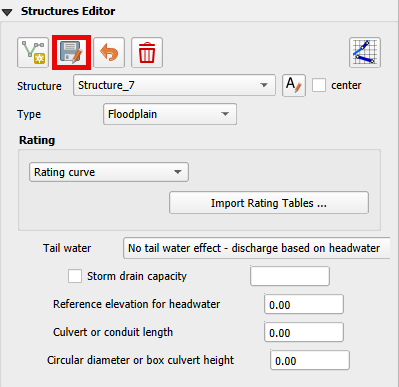 Structures Editor
Structure Structure_7 A center
Type Floodplain
Rating
Rating curve
Import Rating Tables ...
Tail water No tail water effect - discharge based on headwater
Storm drain capacity
Reference elevation for headwater 0.00
Culvert or conduit length 0.00
Circular diameter or box culvert height 0.00